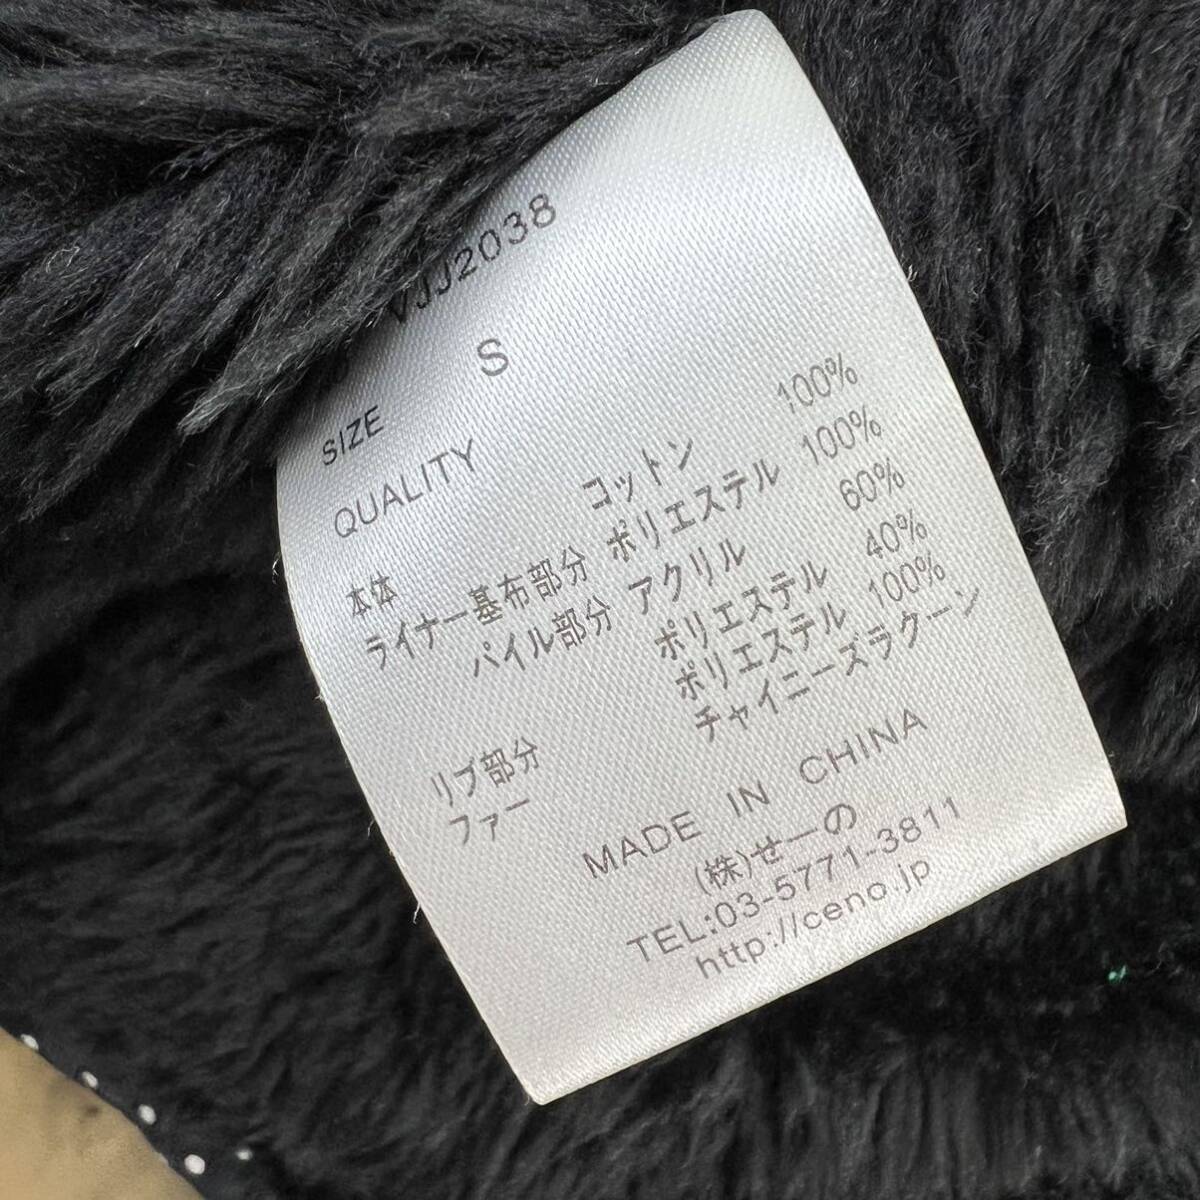 VJJ2038
SIZE S
QUALITY
本体 コットン 100%
ライナー基布部分 ポリエステル 100%
パイル部分 アクリル 60%
ポリエステル 40%
リブ部分 ポリエステル 100%
ファー チャイニーズラクーン
MADE IN CHINA
(株)せーの
TEL:03-5771-3811
http://ceno.jp